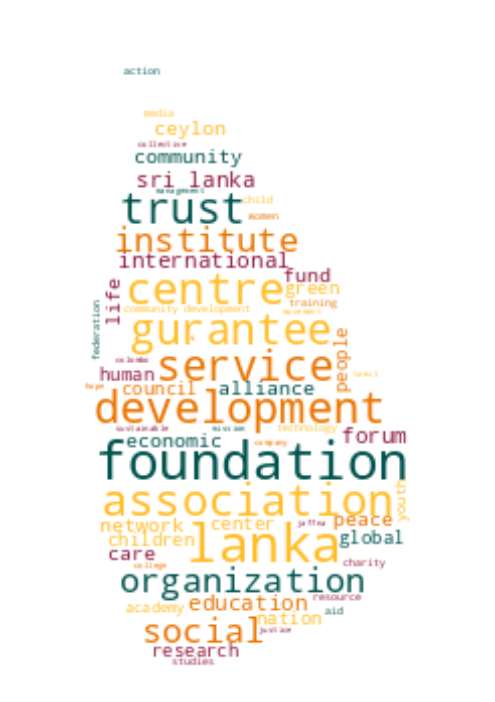 action
media
ceylon
collective
community
sri lanka
management
trust child
women
institute
international
fund
life centre green
training
community development movement
federation gurantee
people
colombo service
human tamil
hope council alliance
development
sustainable mission technology
economic company forum
foundation
association youth
network center jaffna peace
children lanka global
care
college charity
organization
resource
academy education aid
nation
social justice
research
studies